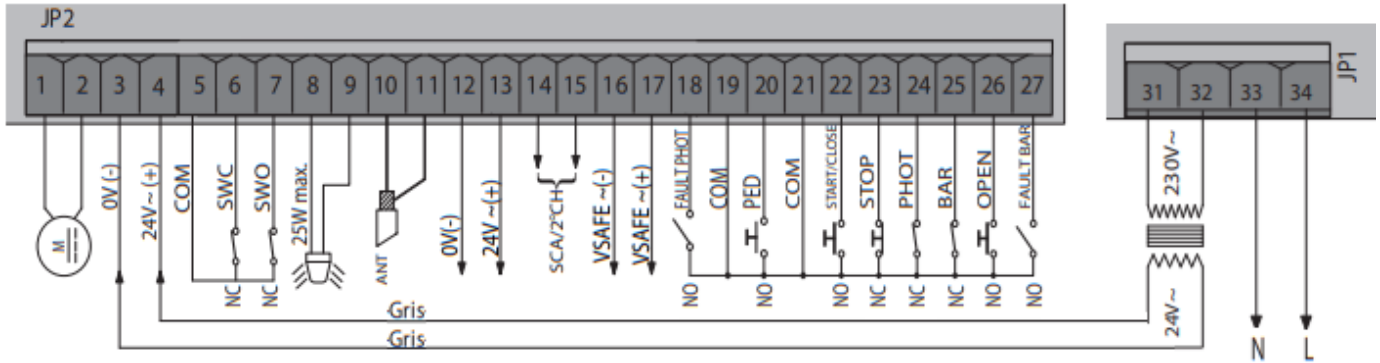 JP2
1 2 3 4 5 6 7 8 9 10 11 12 13 14 15 16 17 18 19 20 21 22 23 24 25 26 27
JP1
31 32 33 34
M
0V (-)
24V~ (+)
COM
SWC
SWO
25W max.
ANT
0V(-)
24V ~(+)
SCA/2°CH
VSAFE ~(-)
VSAFE ~(+)
FAULT PHOT
COM
PED
COM
START/CLOSE
STOP
PHOT
BAR
OPEN
FAULT BAR
230V~
24V~
NC NC NO NO NO NC NC NC NO NO
Gris
Gris
N L